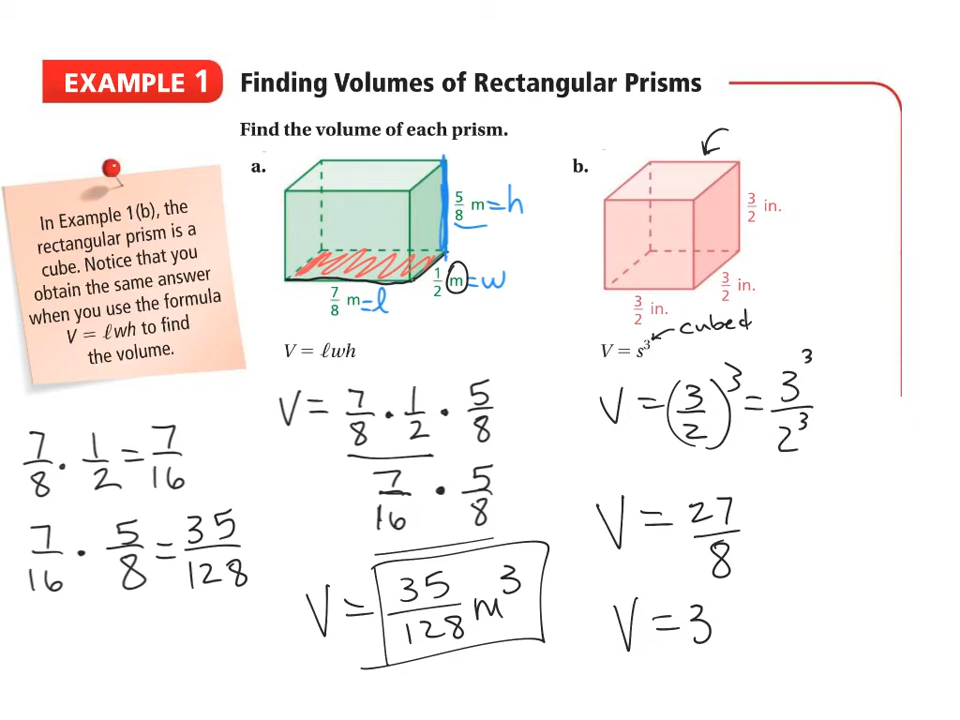 EXAMPLE 1 Finding Volumes of Rectangular Prisms
Find the volume of each prism.
In Example 1(b), the
rectangular prism is a
cube. Notice that you
obtain the same answer
when you use the formula
V = ℓwh to find
the volume.
a.
5/8 m = h
1/2 m = w
7/8 m = l
V = ℓwh
V = 7/8 · 1/2 · 5/8
7/16 · 5/8
V = 35/128 m³
7/8 · 1/2 = 7/16
7/16 · 5/8 = 35/128
b.
3/2 in.
3/2 in.
3/2 in.
V = s³ cubed
V = (3/2)³ = 3³/2³
V = 27/8
V = 3